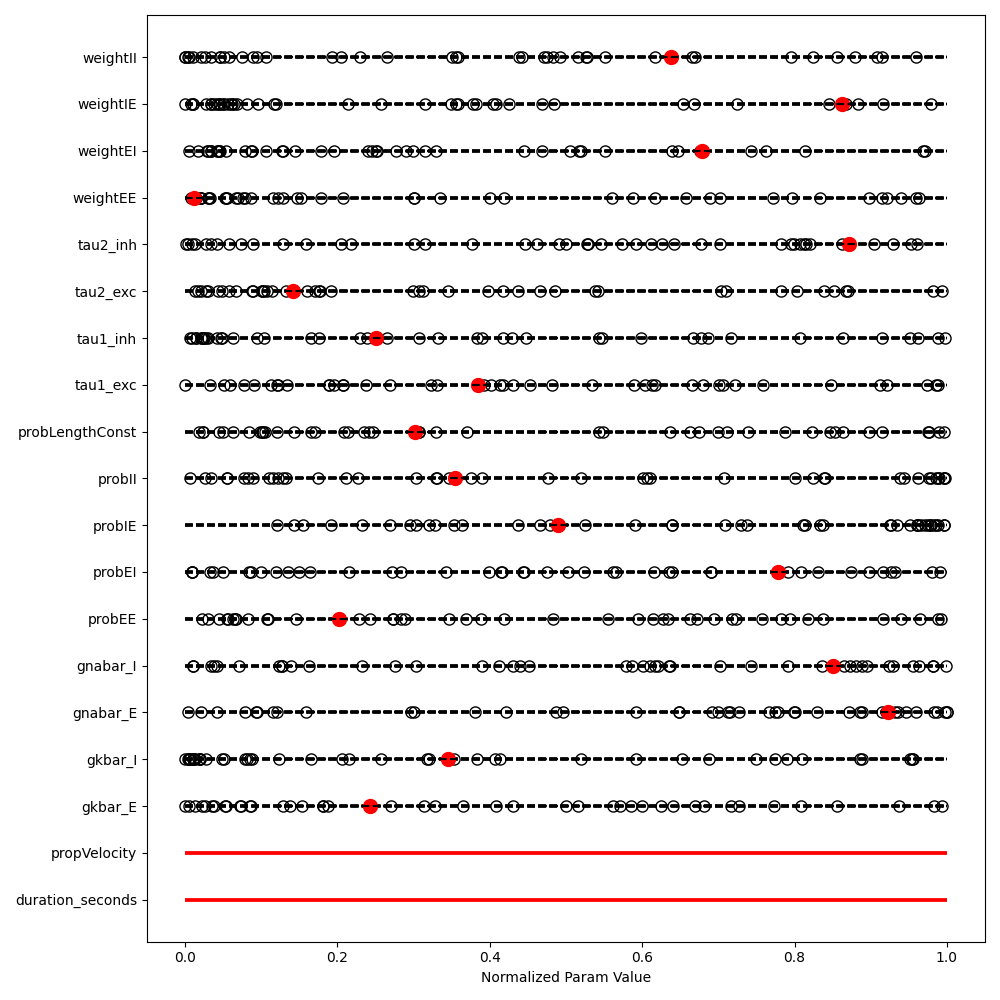 weightII
weightIE
weightEI
weightEE
tau2_inh
tau2_exc
tau1_inh
tau1_exc
probLengthConst
probII
probIE
probEI
probEE
gnabar_I
gnabar_E
gkbar_I
gkbar_E
propVelocity
duration_seconds
0.0 0.2 0.4 0.6 0.8 1.0
Normalized Param Value